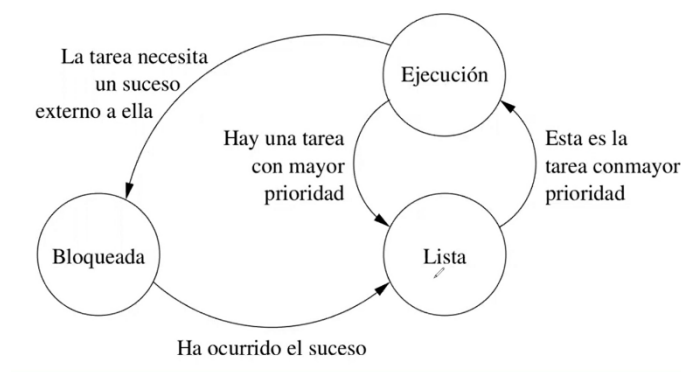 La tarea necesita
un suceso
externo a ella
Ejecución
Hay una tarea
con mayor
prioridad
Esta es la
tarea conmayor
prioridad
Bloqueada
Lista
Ha ocurrido el suceso